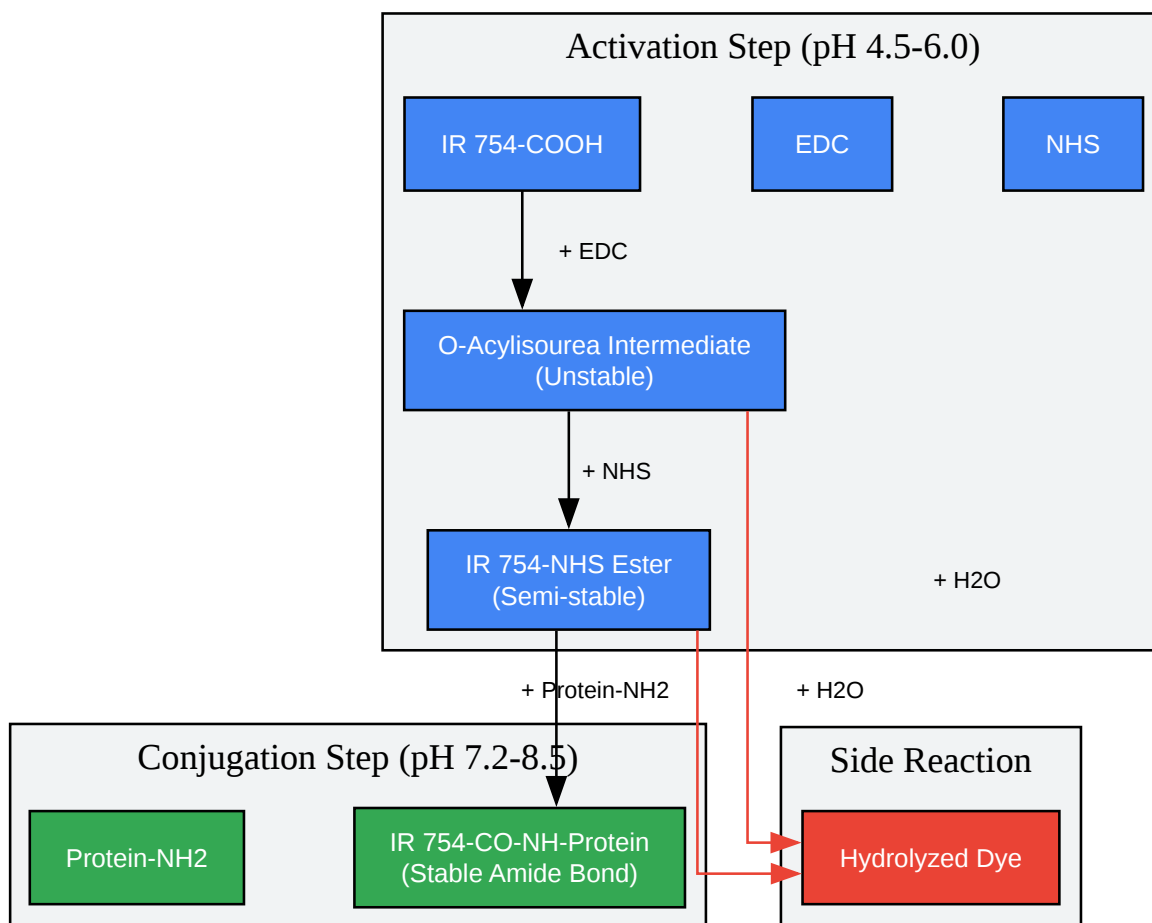 Activation Step (pH 4.5-6.0)
IR 754-COOH
EDC
NHS
+ EDC
O-Acylisourea Intermediate
(Unstable)
+ NHS
IR 754-NHS Ester
(Semi-stable)
+ H2O
+ Protein-NH2
+ H2O
Conjugation Step (pH 7.2-8.5)
Side Reaction
Protein-NH2
IR 754-CO-NH-Protein
(Stable Amide Bond)
Hydrolyzed Dye